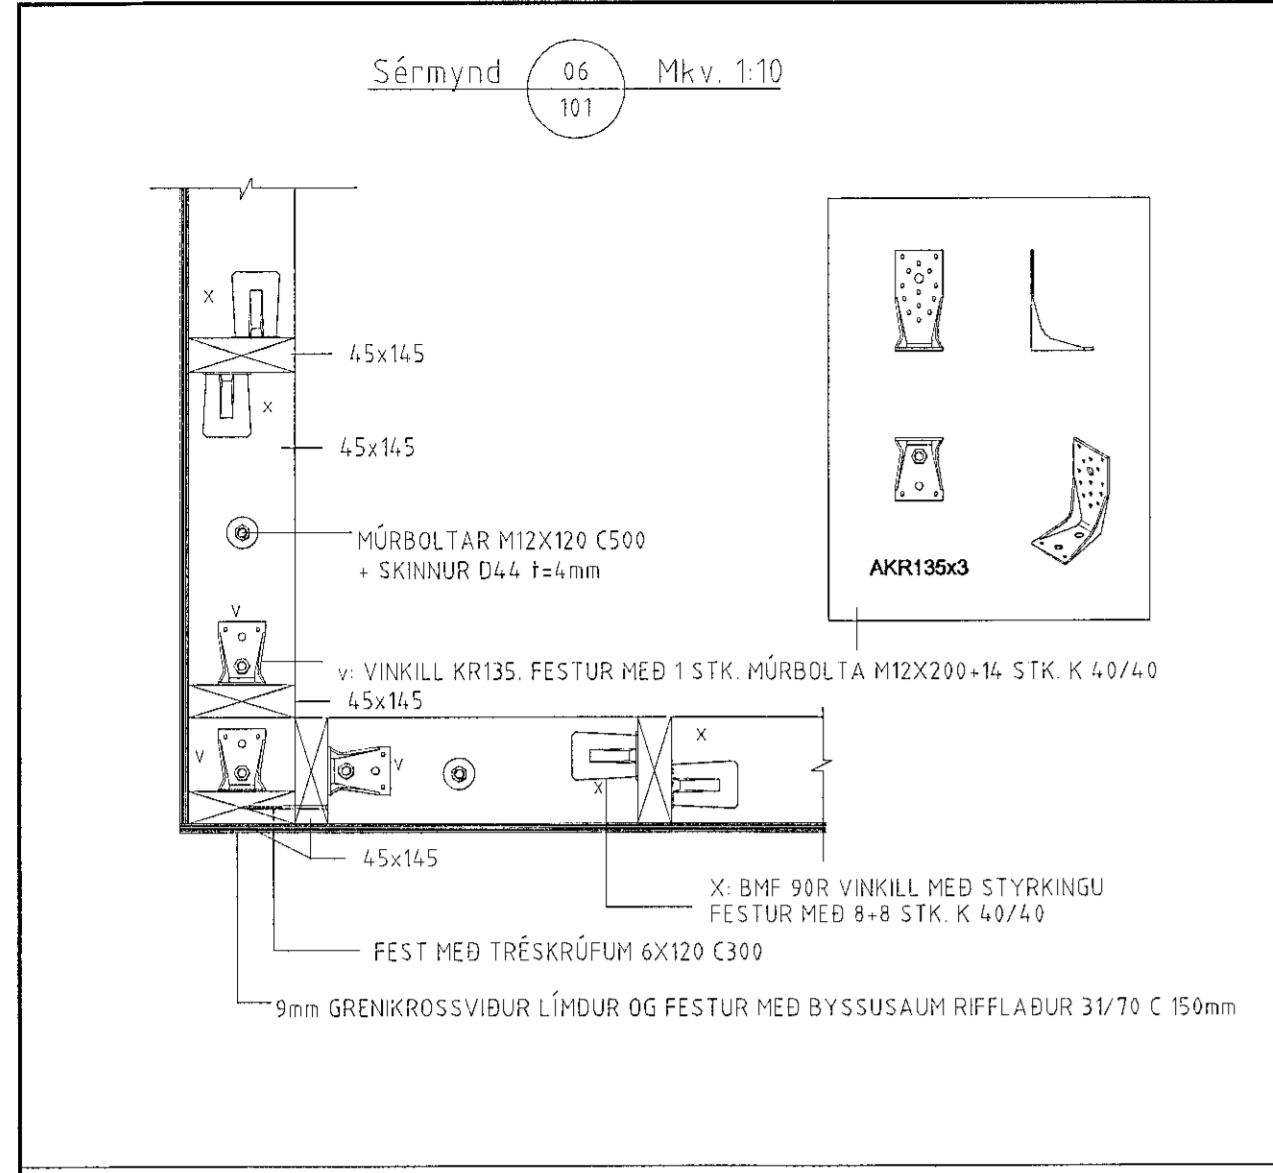 Sérmynd 06 Mkv. 1:10
101
X
45x145
X
45x145
MÚRBOLTAR M12X120 C500
+ SKINNUR D44 t=4mm
AKR135x3
V
v: VINKILL KR135. FESTUR MEÐ 1 STK. MÚRBOLTA M12X200+14 STK. K 40/40
45x145
V
V
X
X
45x145
X: BMF 90R VINKILL MEÐ STYRKINGU
FESTUR MEÐ 8+8 STK. K 40/40
FEST MEÐ TRÉSKRÚFUM 6X120 C300
9mm GRENIKROSSVIÐUR LÍMDUR OG FESTUR MEÐ BYSSUSAUM RIFFLAÐUR 31/70 C 150mm